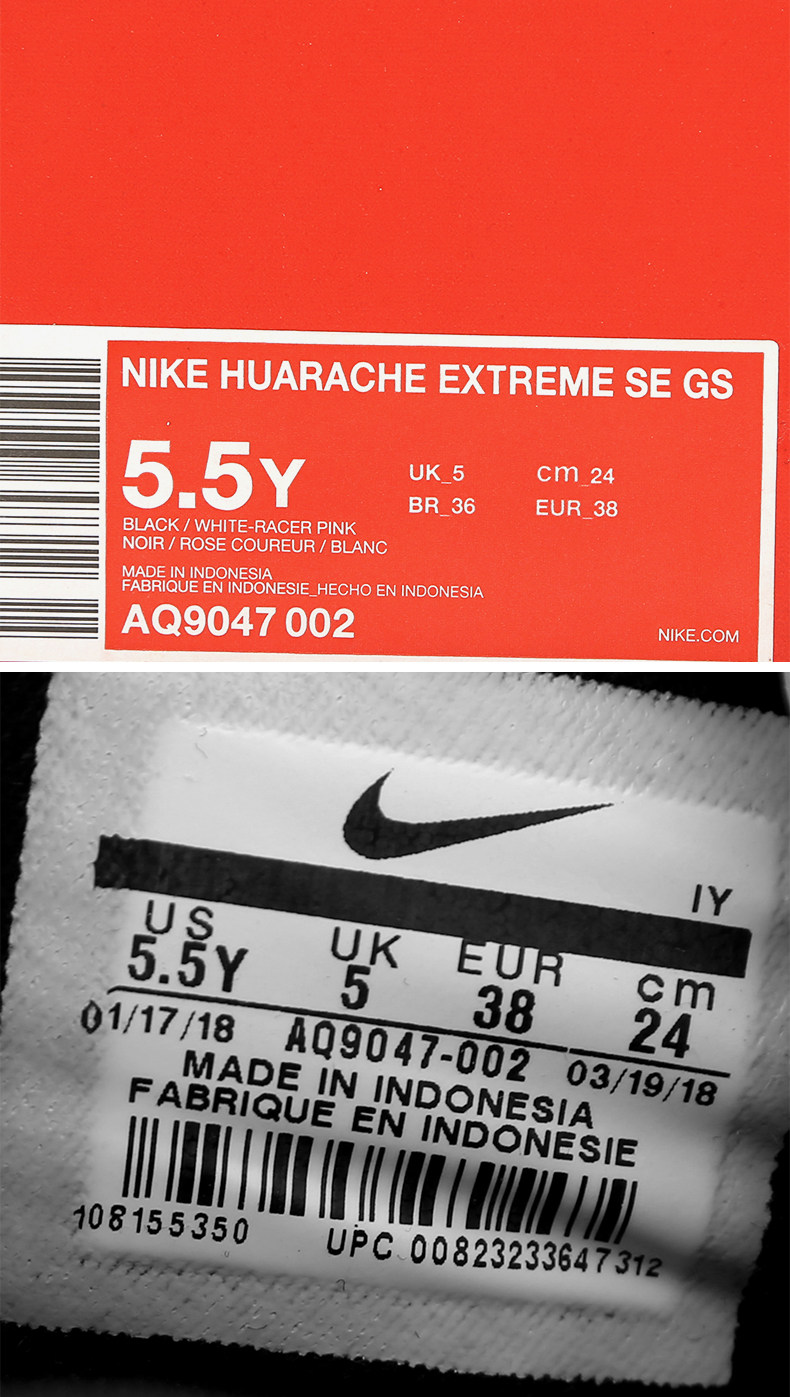 NIKE HUARACHE EXTREME SE GS
5.5Y
UK_5 cm_24
BR_36 EUR_38
BLACK / WHITE-RACER PINK
NOIR / ROSE COUREUR / BLANC
MADE IN INDONESIA
FABRIQUE EN INDONESIE_HECHO EN INDONESIA
AQ9047 002
NIKE.COM
IY
US UK EUR cm
5.5Y 5 38 24
01/17/18 AQ9047-002 03/19/18
MADE IN INDONESIA
FABRIQUE EN INDONESIE
108155350 UPC 00823233647312